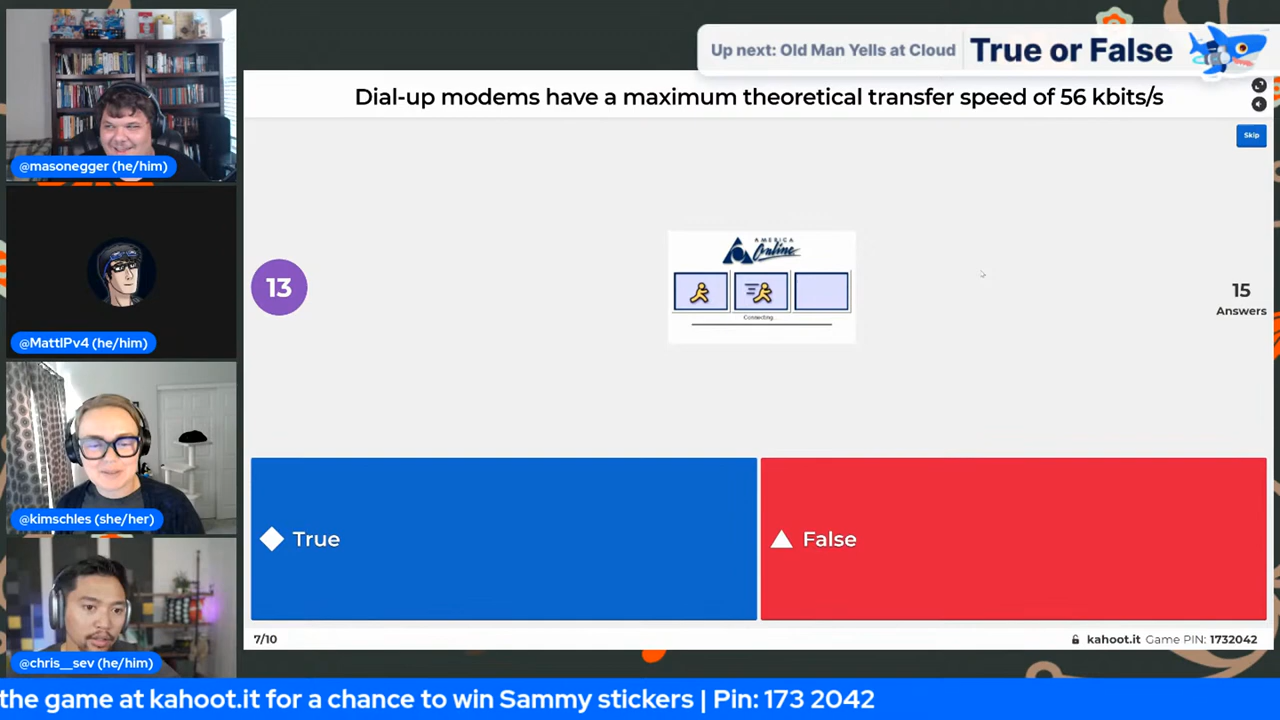 Up next: Old Man Yells at Cloud
True or False
Dial-up modems have a maximum theoretical transfer speed of 56 kbits/s
Skip
@masonegger (he/him)
AMERICA
Online
13
15
Answers
Connecting
@MattIPv4 (he/him)
@kimschles (she/her)
True
False
7/10
kahoot.it Game PIN: 1732042
@chris__sev (he/him)
the game at kahoot.it for a chance to win Sammy stickers | Pin: 173 2042